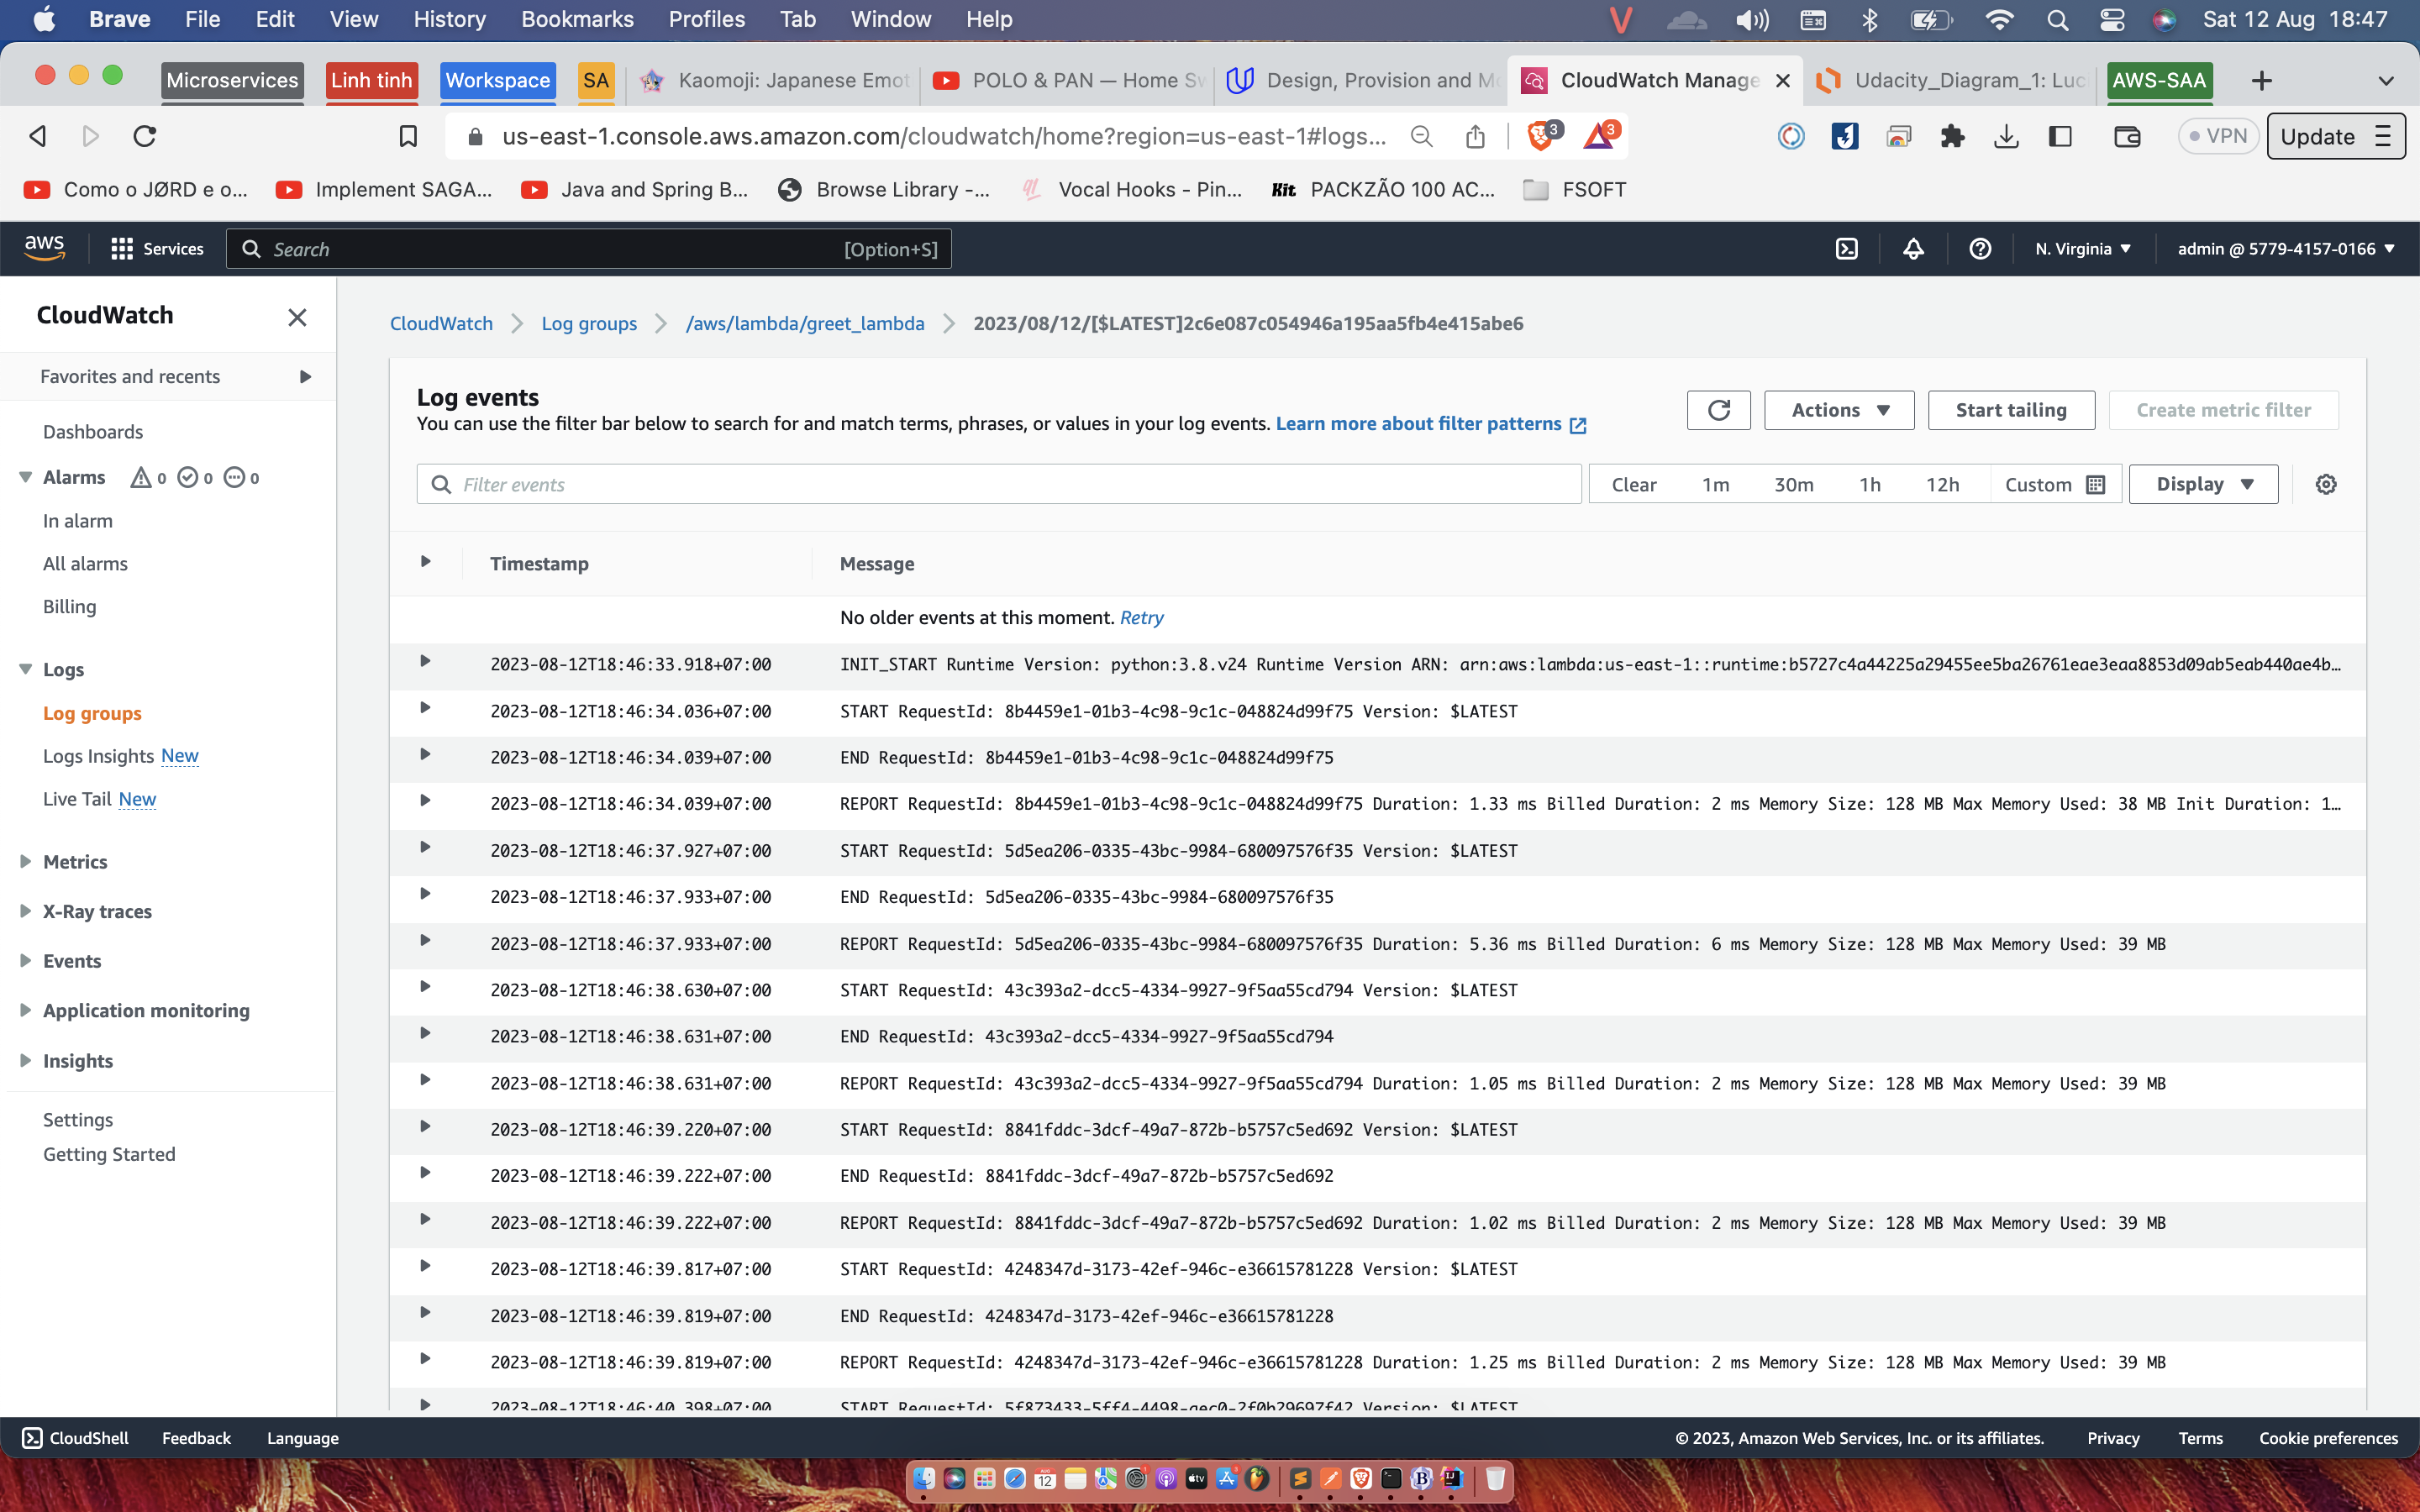 Brave File Edit View History Bookmarks Profiles Tab Window Help Sat 12 Aug 18:47
Microservices Linh tinh Workspace SA Kaomoji: Japanese Emot POLO & PAN — Home Sw Design, Provision and Mo CloudWatch Manage Udacity_Diagram_1: Luc AWS-SAA
us-east-1.console.aws.amazon.com/cloudwatch/home?region=us-east-1#logs... 3 3 VPN Update
Como o JØRD e o... Implement SAGA... Java and Spring B... Browse Library -... Vocal Hooks - Pin... Kit PACKZÃO 100 AC... FSOFT
aws Services Search [Option+S] N. Virginia admin @ 5779-4157-0166
CloudWatch
Favorites and recents
Dashboards
Alarms 0 0 0
In alarm
All alarms
Billing
Logs
Log groups
Logs Insights New
Live Tail New
Metrics
X-Ray traces
Events
Application monitoring
Insights
Settings
Getting Started
CloudWatch Log groups /aws/lambda/greet_lambda 2023/08/12/[$LATEST]2c6e087c054946a195aa5fb4e415abe6
Log events
You can use the filter bar below to search for and match terms, phrases, or values in your log events. Learn more about filter patterns
Actions Start tailing Create metric filter
Filter events Clear 1m 30m 1h 12h Custom Display
Timestamp Message
No older events at this moment. Retry
2023-08-12T18:46:33.918+07:00 INIT_START Runtime Version: python:3.8.v24 Runtime Version ARN: arn:aws:lambda:us-east-1::runtime:b5727c4a44225a29455ee5ba26761eae3eaa8853d09ab5eab440ae4b...
2023-08-12T18:46:34.036+07:00 START RequestId: 8b4459e1-01b3-4c98-9c1c-048824d99f75 Version: $LATEST
2023-08-12T18:46:34.039+07:00 END RequestId: 8b4459e1-01b3-4c98-9c1c-048824d99f75
2023-08-12T18:46:34.039+07:00 REPORT RequestId: 8b4459e1-01b3-4c98-9c1c-048824d99f75 Duration: 1.33 ms Billed Duration: 2 ms Memory Size: 128 MB Max Memory Used: 38 MB Init Duration: 1...
2023-08-12T18:46:37.927+07:00 START RequestId: 5d5ea206-0335-43bc-9984-680097576f35 Version: $LATEST
2023-08-12T18:46:37.933+07:00 END RequestId: 5d5ea206-0335-43bc-9984-680097576f35
2023-08-12T18:46:37.933+07:00 REPORT RequestId: 5d5ea206-0335-43bc-9984-680097576f35 Duration: 5.36 ms Billed Duration: 6 ms Memory Size: 128 MB Max Memory Used: 39 MB
2023-08-12T18:46:38.630+07:00 START RequestId: 43c393a2-dcc5-4334-9927-9f5aa55cd794 Version: $LATEST
2023-08-12T18:46:38.631+07:00 END RequestId: 43c393a2-dcc5-4334-9927-9f5aa55cd794
2023-08-12T18:46:38.631+07:00 REPORT RequestId: 43c393a2-dcc5-4334-9927-9f5aa55cd794 Duration: 1.05 ms Billed Duration: 2 ms Memory Size: 128 MB Max Memory Used: 39 MB
2023-08-12T18:46:39.220+07:00 START RequestId: 8841fddc-3dcf-49a7-872b-b5757c5ed692 Version: $LATEST
2023-08-12T18:46:39.222+07:00 END RequestId: 8841fddc-3dcf-49a7-872b-b5757c5ed692
2023-08-12T18:46:39.222+07:00 REPORT RequestId: 8841fddc-3dcf-49a7-872b-b5757c5ed692 Duration: 1.02 ms Billed Duration: 2 ms Memory Size: 128 MB Max Memory Used: 39 MB
2023-08-12T18:46:39.817+07:00 START RequestId: 4248347d-3173-42ef-946c-e36615781228 Version: $LATEST
2023-08-12T18:46:39.819+07:00 END RequestId: 4248347d-3173-42ef-946c-e36615781228
2023-08-12T18:46:39.819+07:00 REPORT RequestId: 4248347d-3173-42ef-946c-e36615781228 Duration: 1.25 ms Billed Duration: 2 ms Memory Size: 128 MB Max Memory Used: 39 MB
2023-08-12T18:46:40.398+07:00 START RequestId: 5f873433-5ff4-4498-aec0-2f0b29697f42 Version: $LATEST
CloudShell Feedback Language © 2023, Amazon Web Services, Inc. or its affiliates. Privacy Terms Cookie preferences
AUG 12 tv